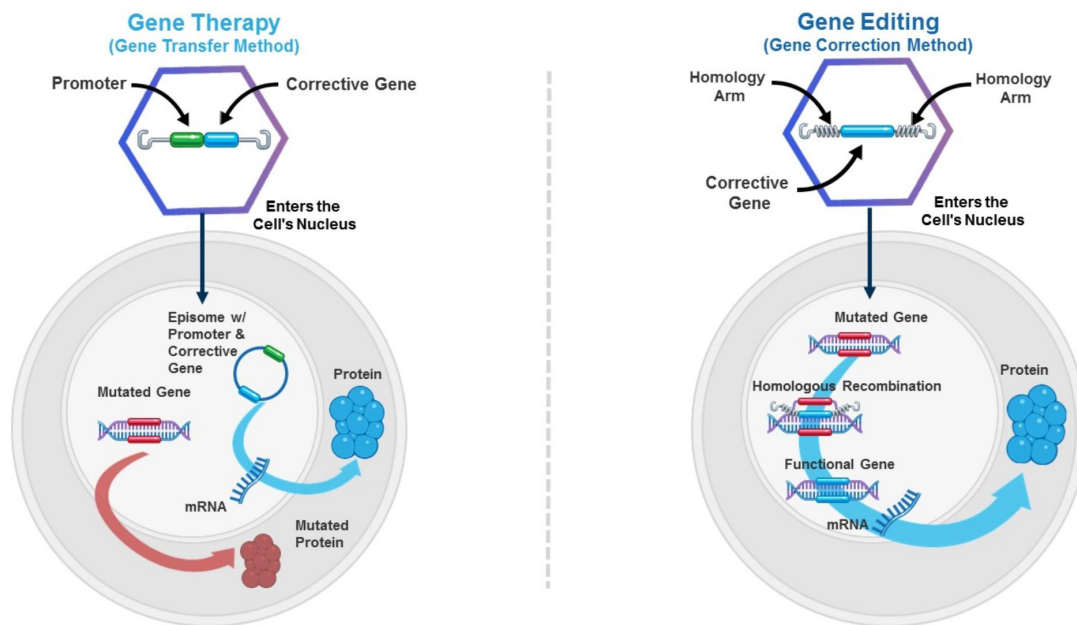 Gene Therapy
(Gene Transfer Method)
Promoter
Corrective Gene
Enters the
Cell's Nucleus
Episome w/
Promoter &
Corrective
Gene
Mutated Gene
Protein
mRNA
Mutated
Protein
Gene Editing
(Gene Correction Method)
Homology
Arm
Homology
Arm
Corrective
Gene
Enters the
Cell's Nucleus
Mutated Gene
Homologous Recombination
Protein
Functional Gene
mRNA